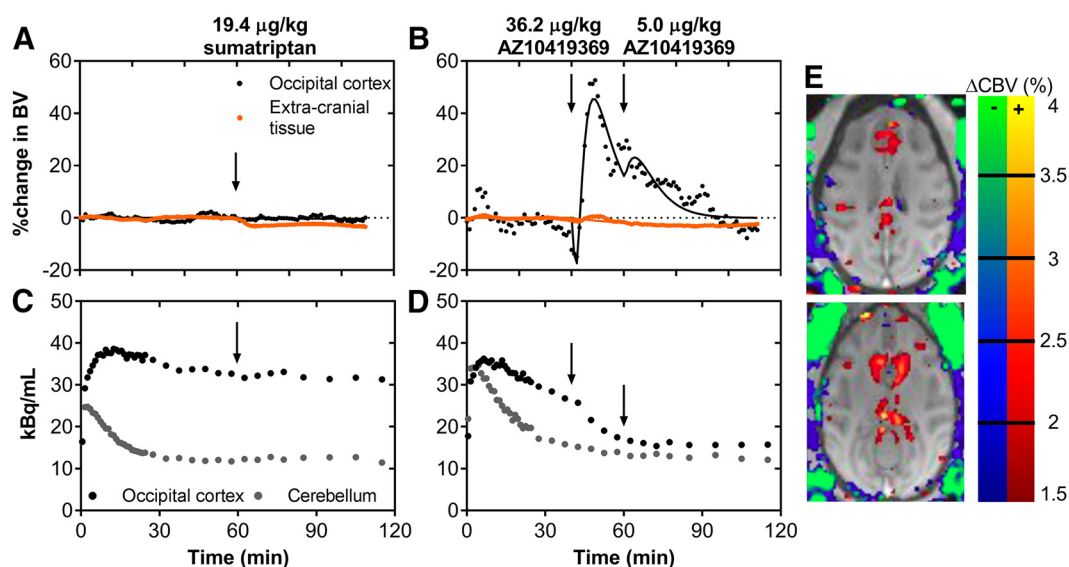 A
19.4 μg/kg
sumatriptan
B
36.2 μg/kg
AZ10419369
5.0 μg/kg
AZ10419369
60
40
20
0
-20
%change in BV
Occipital cortex
Extra-cranial
tissue
60
40
20
0
-20
C
50
40
30
20
10
0
kBq/mL
Occipital cortex
Cerebellum
0 30 60 90 120
Time (min)
D
50
40
30
20
10
0
0 30 60 90 120
Time (min)
E
ΔCBV (%)
- +
4
3.5
3
2.5
2
1.5